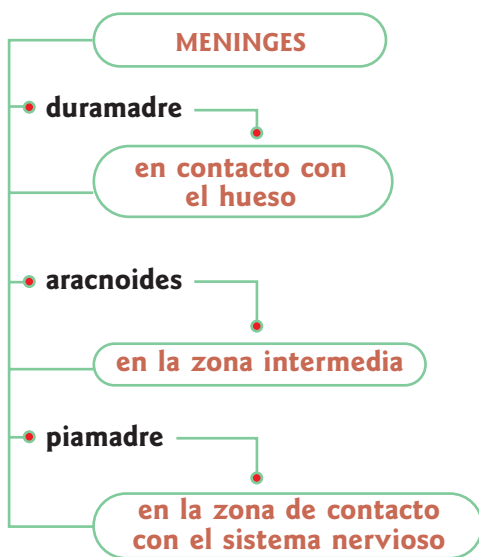 MENINGES
duramadre
en contacto con
el hueso
aracnoides
en la zona intermedia
piamadre
en la zona de contacto
con el sistema nervioso